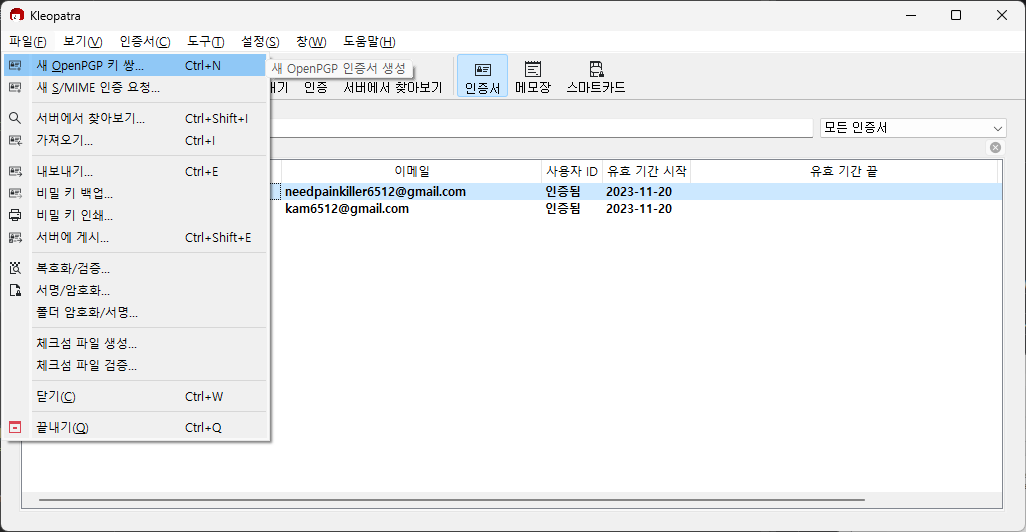 Kleopatra
파일(F) 보기(V) 인증서(C) 도구(T) 설정(S) 창(W) 도움말(H)
새 OpenPGP 키 쌍... Ctrl+N
새 OpenPGP 인증서 생성
새 S/MIME 인증 요청...
인증 서버에서 찾아보기 인증서 메모장 스마트카드
서버에서 찾아보기... Ctrl+Shift+I
가져오기... Ctrl+I
모든 인증서
내보내기... Ctrl+E
비밀 키 백업...
비밀 키 인쇄...
서버에 게시... Ctrl+Shift+E
복호화/검증...
서명/암호화...
폴더 암호화/서명...
체크섬 파일 생성...
체크섬 파일 검증...
닫기(C) Ctrl+W
끝내기(Q) Ctrl+Q
이메일 사용자 ID 유효 기간 시작 유효 기간 끝
needpainkiller6512@gmail.com 인증됨 2023-11-20
kam6512@gmail.com 인증됨 2023-11-20